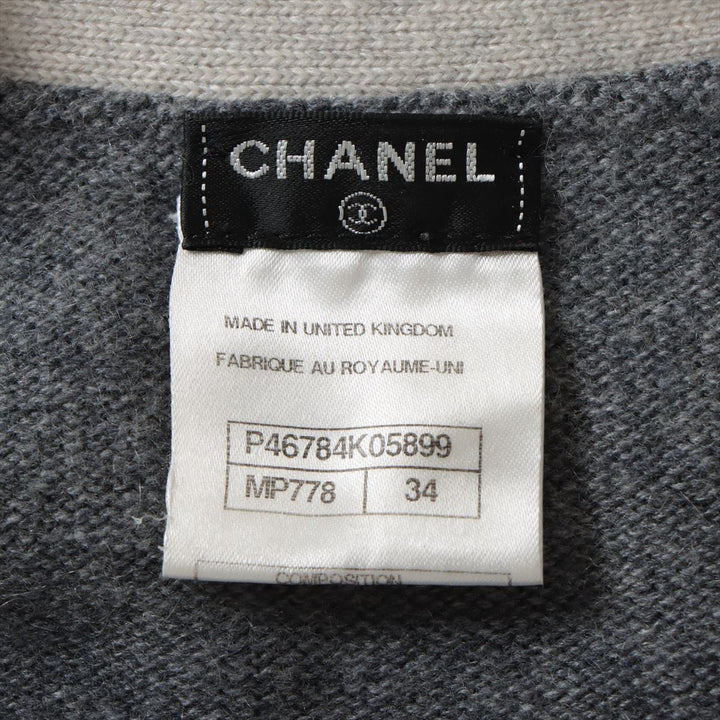 CHANEL
MADE IN UNITED KINGDOM
FABRIQUE AU ROYAUME-UNI
P46784K05899
MP778 34
COMPOSITION